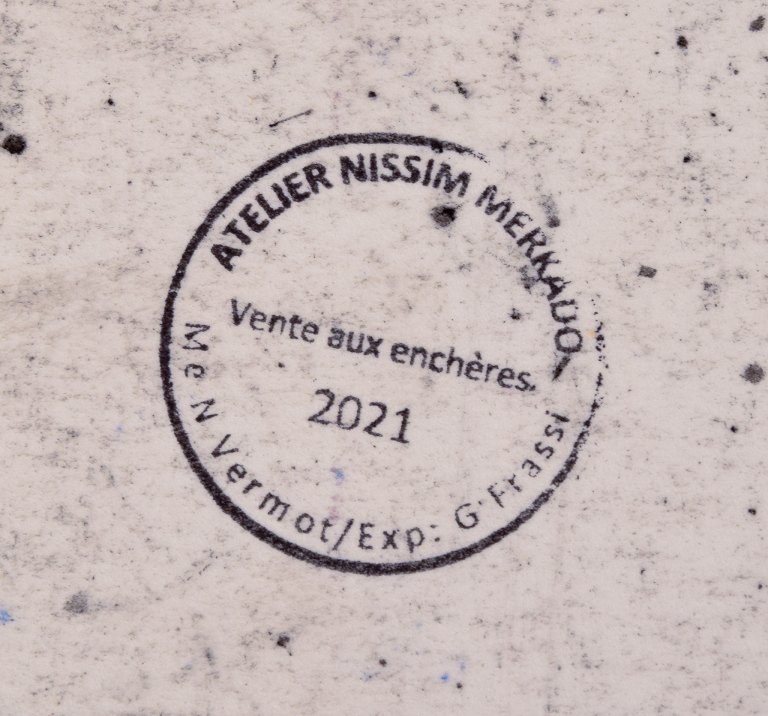 ATELIER NISSIM MERKADO
Vente aux enchères.
2021
Me N Vermot/Exp: G Frassi